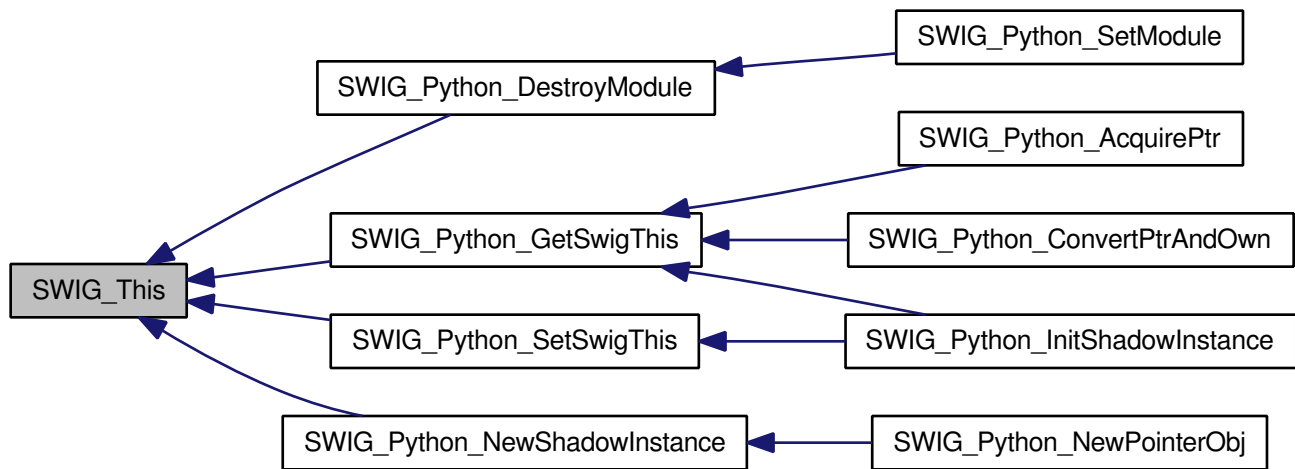 SWIG_Python_SetModule
SWIG_Python_DestroyModule
SWIG_Python_AcquirePtr
SWIG_Python_GetSwigThis
SWIG_Python_ConvertPtrAndOwn
SWIG_This
SWIG_Python_SetSwigThis
SWIG_Python_InitShadowInstance
SWIG_Python_NewShadowInstance
SWIG_Python_NewPointerObj